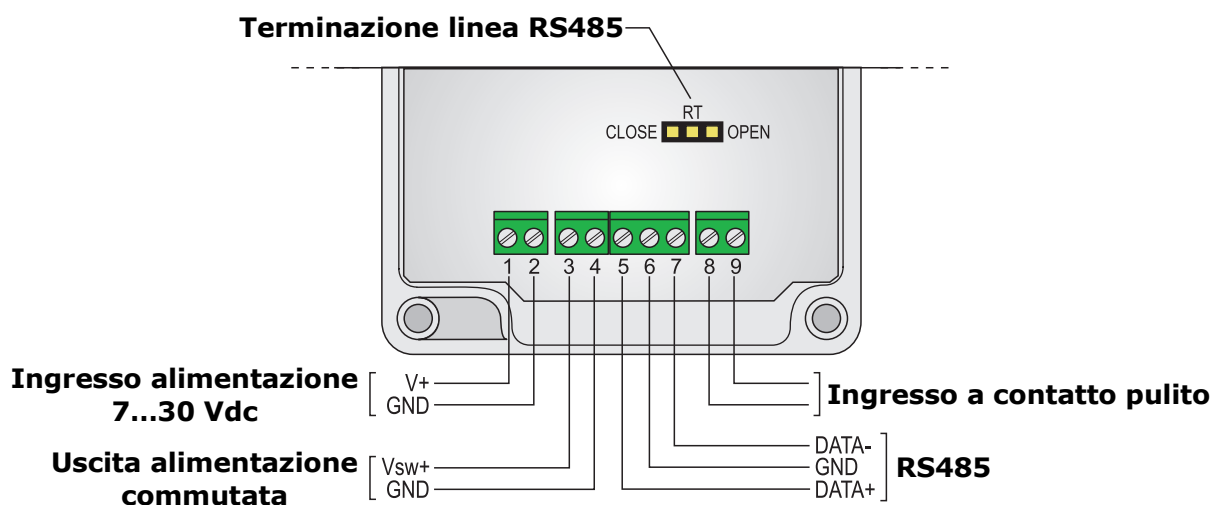 Terminazione linea RS485
RT
CLOSE OPEN
1 2 3 4 5 6 7 8 9
Ingresso alimentazione
7...30 Vdc
V+
GND
Uscita alimentazione
commutata
Vsw+
GND
Ingresso a contatto pulito
DATA-
GND
DATA+
RS485